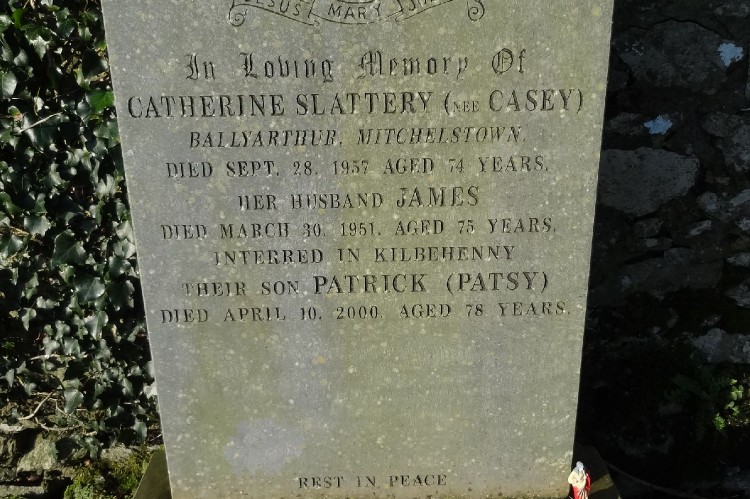 JESUS MARY
In Loving Memory Of
CATHERINE SLATTERY (NEE CASEY)
BALLYARTHUR, MITCHELSTOWN.
DIED SEPT. 28. 1957 AGED 74 YEARS.
HER HUSBAND JAMES
DIED MARCH 30. 1951. AGED 75 YEARS.
INTERRED IN KILBEHENNY
THEIR SON PATRICK (PATSY)
DIED APRIL 10. 2000. AGED 78 YEARS.
REST IN PEACE